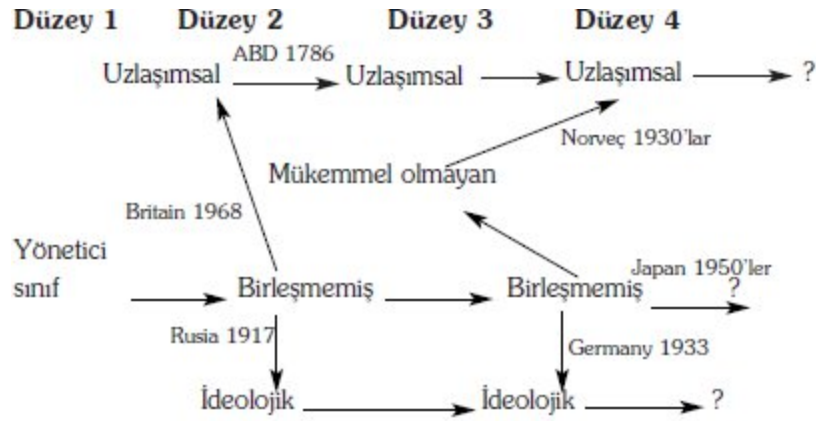 Düzey 1 Düzey 2 Düzey 3 Düzey 4
ABD 1786
Uzlaşımsal Uzlaşımsal Uzlaşımsal ?
Norveç 1930'lar
Mükemmel olmayan
Britain 1968
Yönetici
sınıf
Birleşmemiş Birleşmemiş
Japan 1950'ler
?
Rusia 1917
Germany 1933
İdeolojik İdeolojik ?